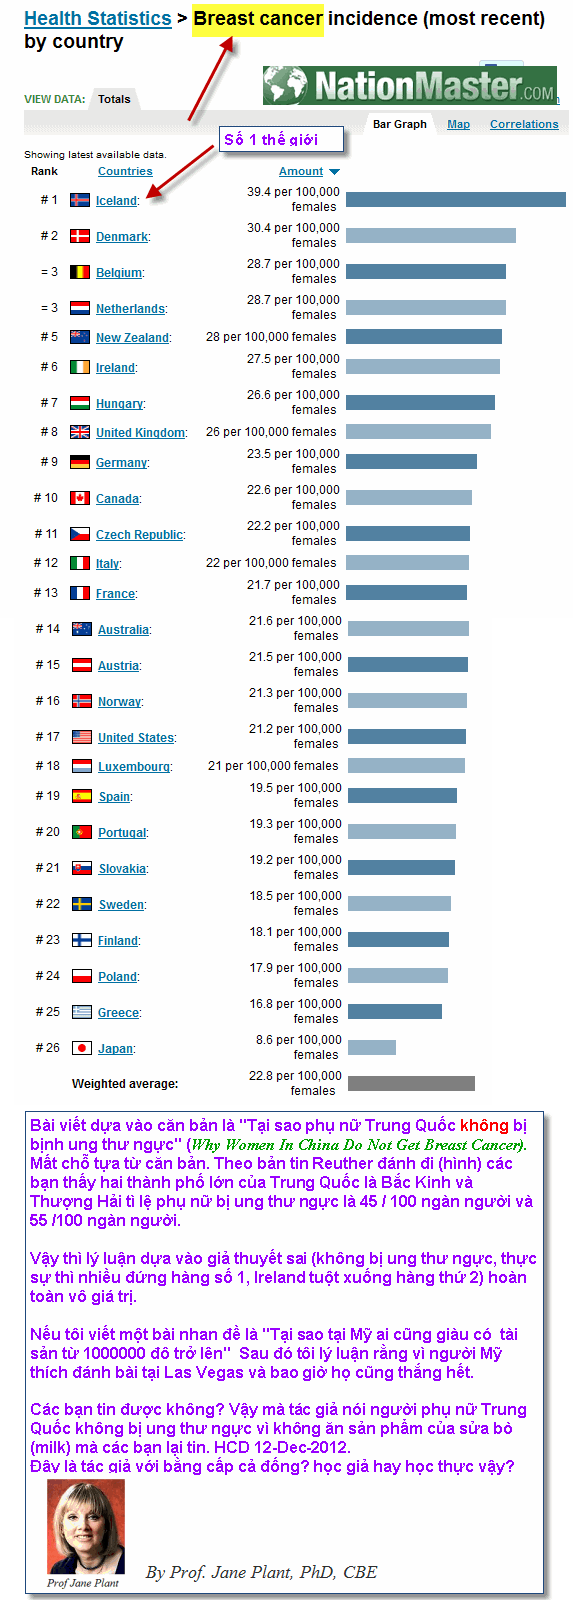 Health Statistics > Breast cancer incidence (most recent)
by country
NationMaster.COM
VIEW DATA: Totals
Bar Graph Map Correlations
Số 1 thế giới
Showing latest available data.
Rank Countries Amount
# 1 Iceland: 39.4 per 100,000 females
# 2 Denmark: 30.4 per 100,000 females
= 3 Belgium: 28.7 per 100,000 females
= 3 Netherlands: 28.7 per 100,000 females
# 5 New Zealand: 28 per 100,000 females
# 6 Ireland: 27.5 per 100,000 females
# 7 Hungary: 26.6 per 100,000 females
# 8 United Kingdom: 26 per 100,000 females
# 9 Germany: 23.5 per 100,000 females
# 10 Canada: 22.6 per 100,000 females
# 11 Czech Republic: 22.2 per 100,000 females
# 12 Italy: 22 per 100,000 females
# 13 France: 21.7 per 100,000 females
# 14 Australia: 21.6 per 100,000 females
# 15 Austria: 21.5 per 100,000 females
# 16 Norway: 21.3 per 100,000 females
# 17 United States: 21.2 per 100,000 females
# 18 Luxembourg: 21 per 100,000 females
# 19 Spain: 19.5 per 100,000 females
# 20 Portugal: 19.3 per 100,000 females
# 21 Slovakia: 19.2 per 100,000 females
# 22 Sweden: 18.5 per 100,000 females
# 23 Finland: 18.1 per 100,000 females
# 24 Poland: 17.9 per 100,000 females
# 25 Greece: 16.8 per 100,000 females
# 26 Japan: 8.6 per 100,000 females
Weighted average: 22.8 per 100,000 females
Bài viết dựa vào căn bản là "Tại sao phụ nữ Trung Quốc không bị
bịnh ung thư ngực" (Why Women In China Do Not Get Breast Cancer).
Mất chỗ tựa từ căn bản. Theo bản tin Reuther đánh đi (hình) các
bạn thấy hai thành phố lớn của Trung Quốc là Bắc Kinh và
Thượng Hải tỉ lệ phụ nữ bị ung thư ngực là 45 / 100 ngàn người và
55 /100 ngàn người.
Vậy thì lý luận dựa vào giả thuyết sai (không bị ung thư ngực, thực
sự thì nhiều đứng hàng số 1, Ireland tuột xuống hàng thứ 2) hoàn
toàn vô giá trị.
Nếu tôi viết một bài nhan đề là "Tại sao tại Mỹ ai cũng giàu có tài
sản từ 1000000 đô trở lên" Sau đó tôi lý luận rằng vì người Mỹ
thích đánh bài tại Las Vegas và bao giờ họ cũng thắng hết.
Các bạn tin được không? Vậy mà tác giả nói người phụ nữ Trung
Quốc không bị ung thư ngực vì không ăn sản phẩm của sửa bò
(milk) mà các bạn lại tin. HCD 12-Dec-2012.
Đây là tác giả với bằng cấp cả đống? học giả hay học thực vậy?
Prof Jane Plant
By Prof. Jane Plant, PhD, CBE